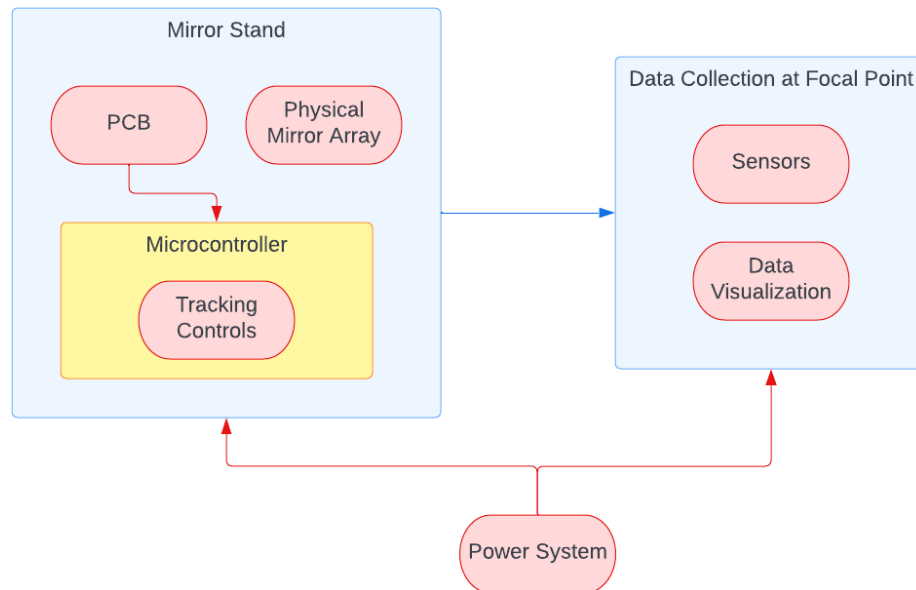 Mirror Stand
PCB
Physical
Mirror Array
Microcontroller
Tracking
Controls
Data Collection at Focal Point
Sensors
Data
Visualization
Power System